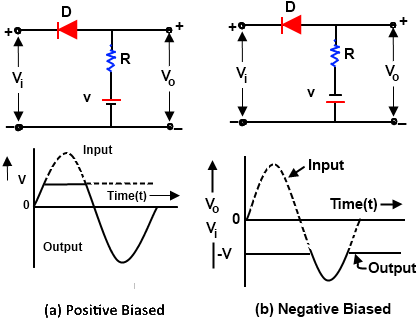 D
+ +
R
Vi Vo
v
− −
D
+ +
R
Vi Vo
v
− −
Input
V
Time(t)
0
Output
Input
Vo
Time(t)
0
Vi
-V
Output
(a) Positive Biased
(b) Negative Biased